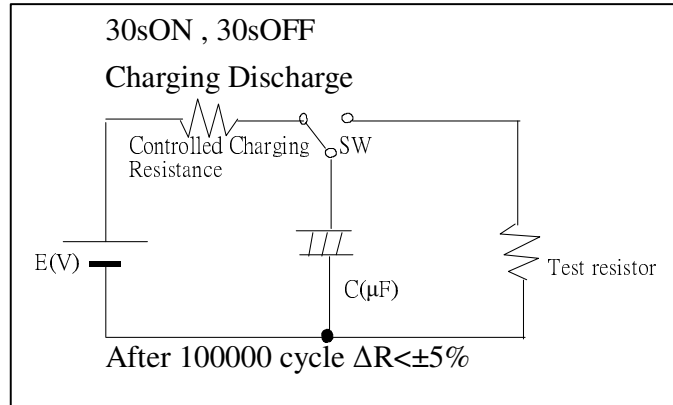 30sON , 30sOFF
Charging Discharge
Controlled Charging
Resistance
SW
E(V)
C(μF)
Test resistor
After 100000 cycle ΔR<±5%